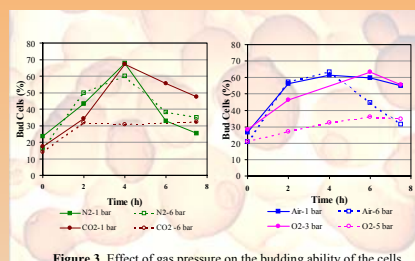 80
70
60
50
40
30
20
10
0
Bud Cells (%)
0 2 4 6 8
Time (h)
N2-1 bar N2-6 bar
CO2-1 bar CO2 -6 bar
80
70
60
50
40
30
20
10
0
Bud Cells (%)
0 2 4 6 8
Time (h)
Air-1 bar Air-6 bar
O2-3 bar O2-5 bar
Figure 3. Effect of gas pressure on the budding ability of the cells